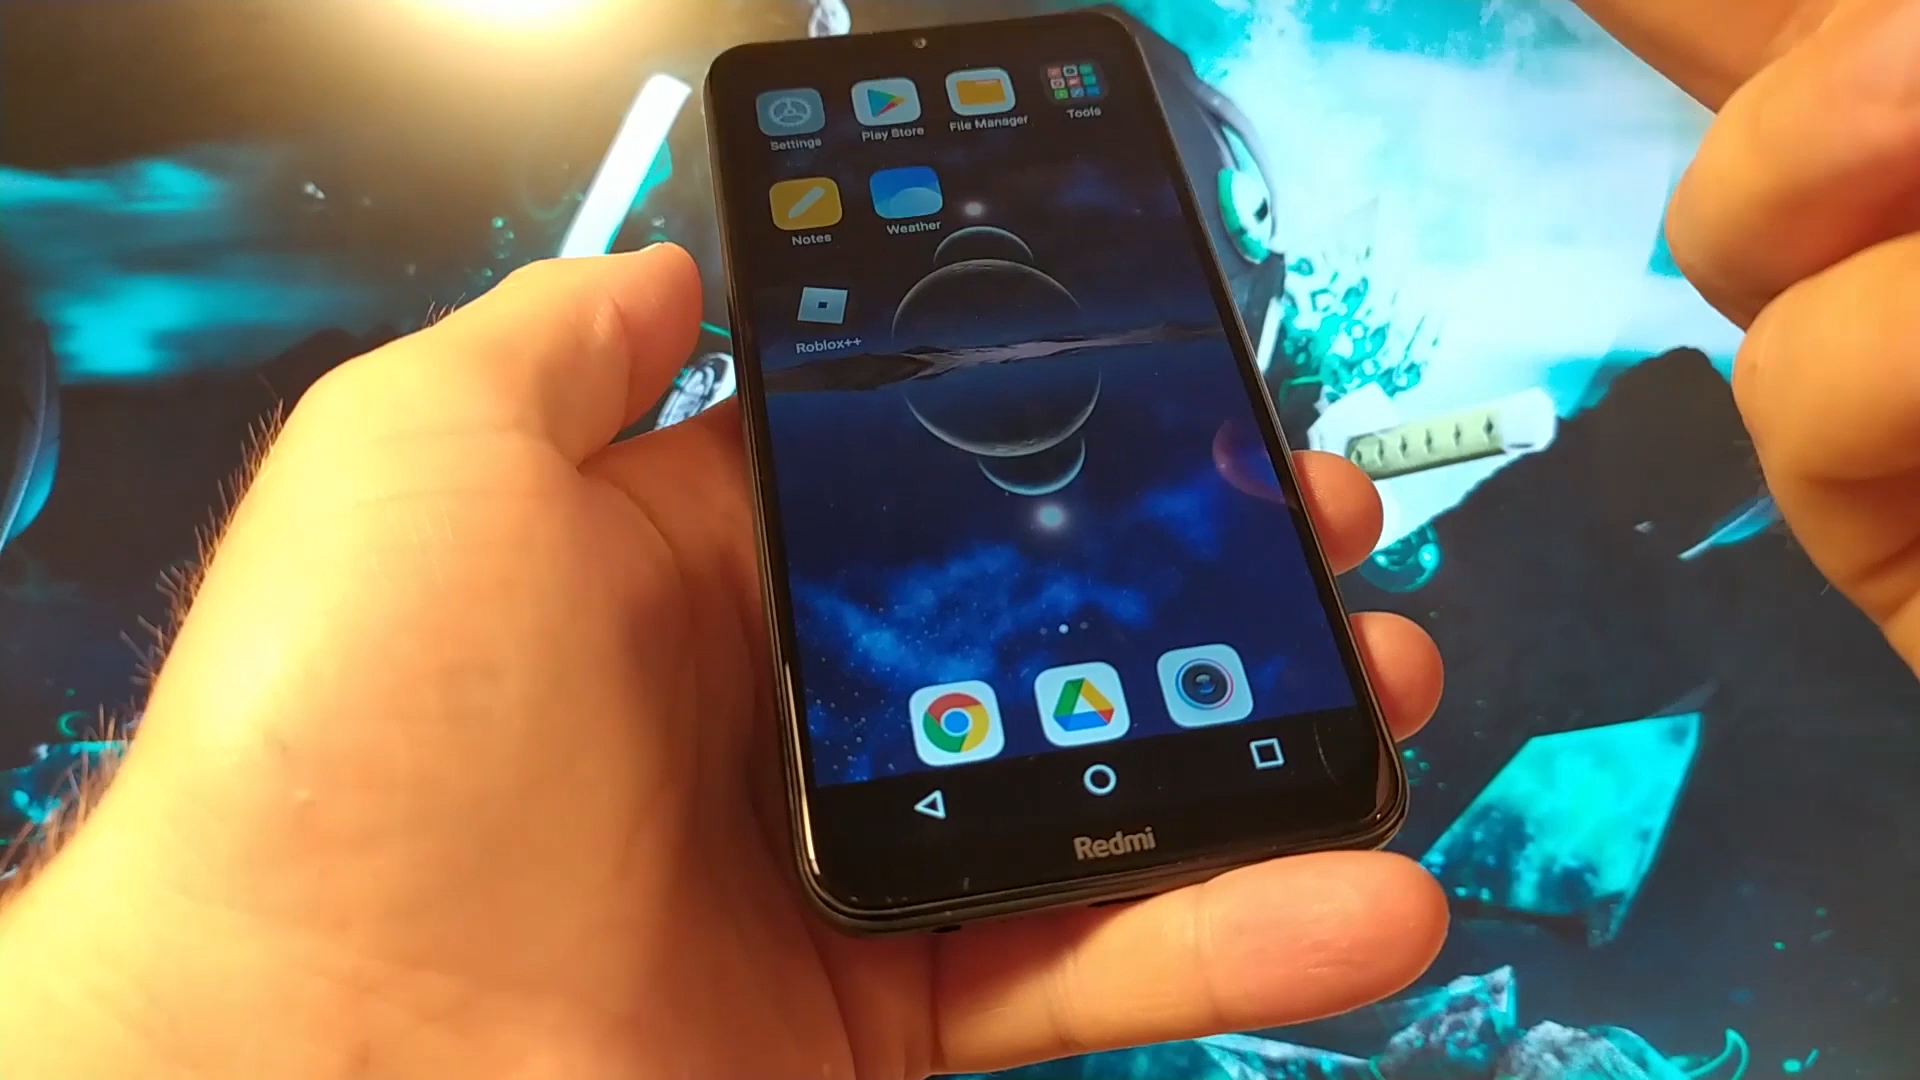 Settings
Play Store
File Manager
Tools
Notes
Weather
Roblox++
Redmi